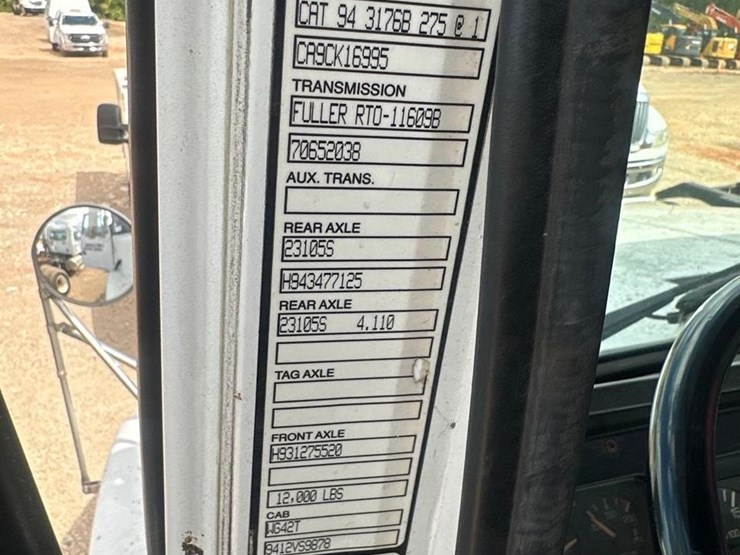 CAT 94 3176B 275 @ 1
CA9CK16995
TRANSMISSION
FULLER RTO-11609B
70652038
AUX. TRANS.
REAR AXLE
23105S
H943477125
REAR AXLE
23105S 4.110
TAG AXLE
FRONT AXLE
H931275520
12,000 LBS
CAB
WG42T
9412VS9878